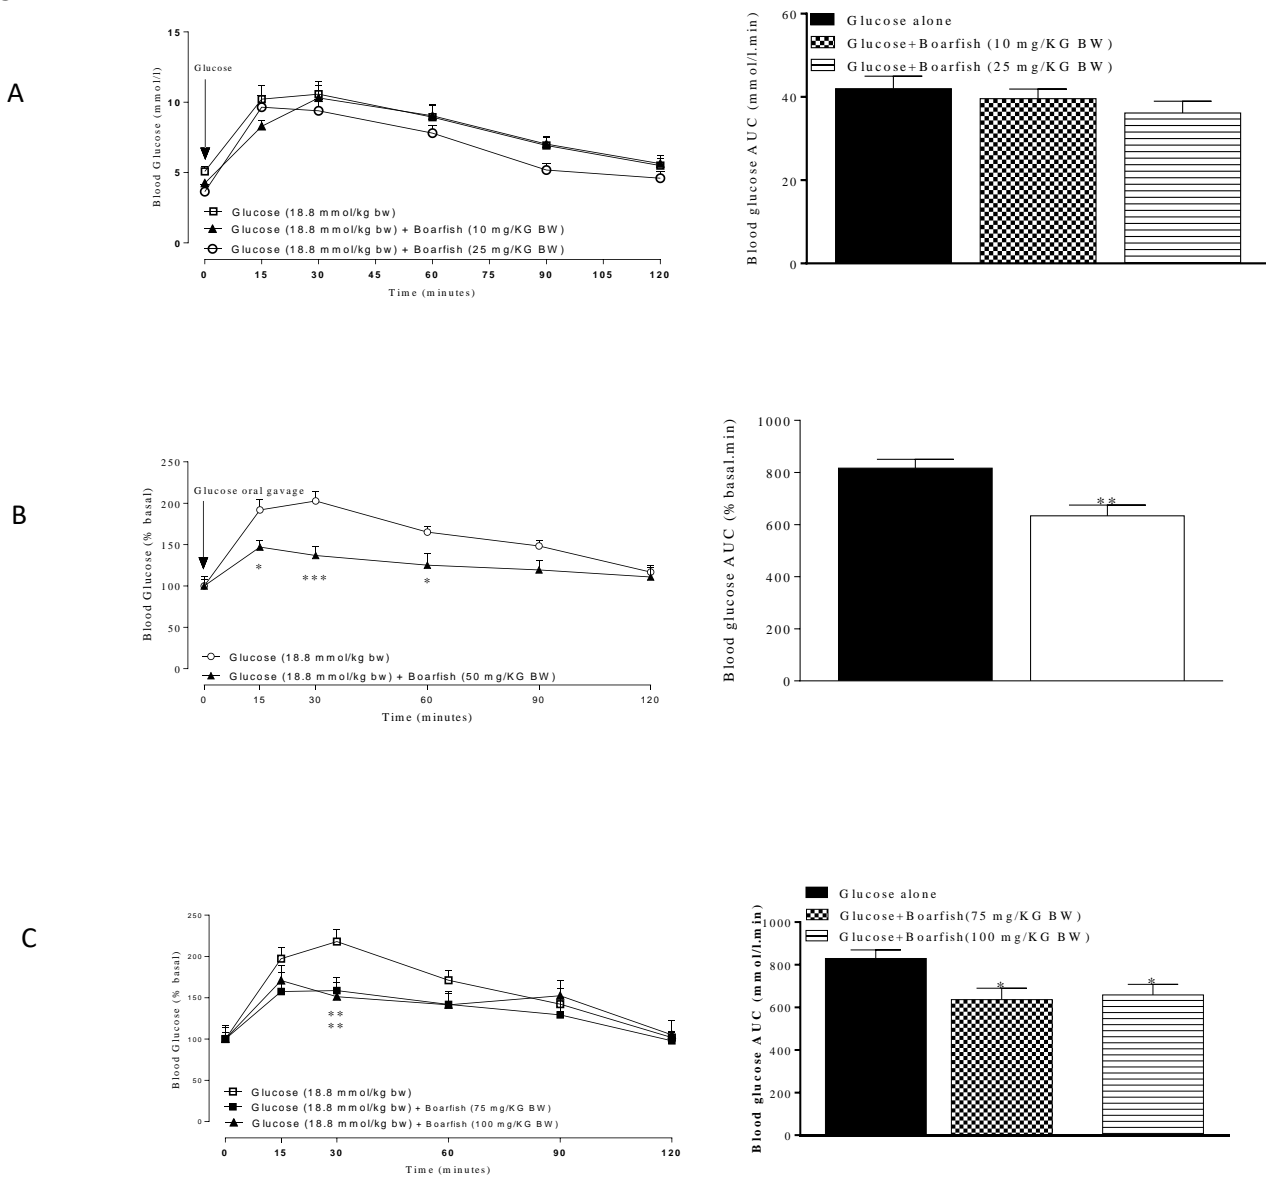 A
Blood Glucose (mmol/l)
15
10
5
0
Glucose
Glucose (18.8 mmol/kg bw)
Glucose (18.8 mmol/kg bw) + Boarfish (10 mg/KG BW)
Glucose (18.8 mmol/kg bw) + Boarfish (25 mg/KG BW)
0 15 30 45 60 75 90 105 120
Time (minutes)
Blood glucose AUC (mmol/l.min)
60
40
20
0
Glucose alone
Glucose+Boarfish (10 mg/KG BW)
Glucose+Boarfish (25 mg/KG BW)
B
Blood Glucose (% basal)
250
200
150
100
50
0
Glucose oral gavage
* *** *
Glucose (18.8 mmol/kg bw)
Glucose (18.8 mmol/kg bw) + Boarfish (50 mg/KG BW)
0 15 30 60 90 120
Time (minutes)
Blood glucose AUC (% basal.min)
1000
800
600
400
200
0
**
C
Blood Glucose (% basal)
250
200
150
100
50
0
**
**
Glucose (18.8 mmol/kg bw)
Glucose (18.8 mmol/kg bw) + Boarfish (75 mg/KG BW)
Glucose (18.8 mmol/kg bw) + Boarfish (100 mg/KG BW)
0 15 30 60 90 120
Time (minutes)
Glucose alone
Glucose+Boarfish(75 mg/KG BW)
Glucose+Boarfish(100 mg/KG BW)
Blood glucose AUC (mmol/l.min)
1000
800
600
400
200
0
* *